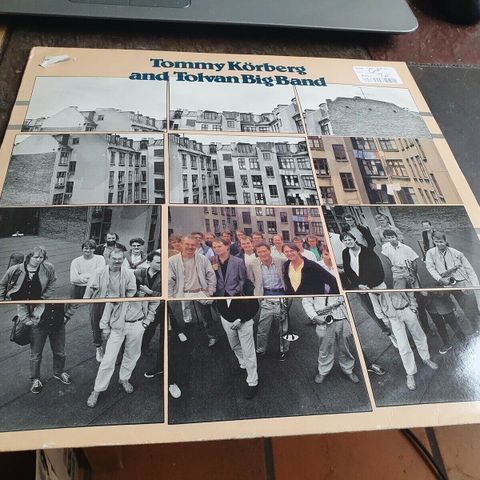 Tommy Körberg
and Tolvan Big Band